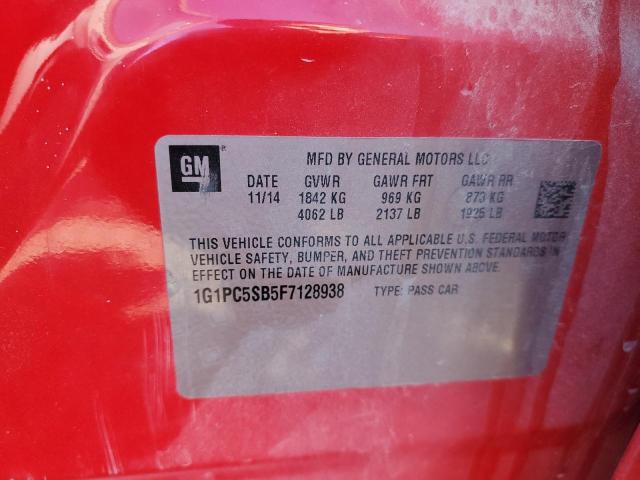 GM
MFD BY GENERAL MOTORS LLC
DATE GVWR GAWR FRT GAWR RR
11/14 1842 KG 969 KG 873 KG
4062 LB 2137 LB 1925 LB
THIS VEHICLE CONFORMS TO ALL APPLICABLE U.S. FEDERAL MOTOR
VEHICLE SAFETY, BUMPER, AND THEFT PREVENTION STANDARDS IN
EFFECT ON THE DATE OF MANUFACTURE SHOWN ABOVE.
1G1PC5SB5F7128938 TYPE: PASS CAR